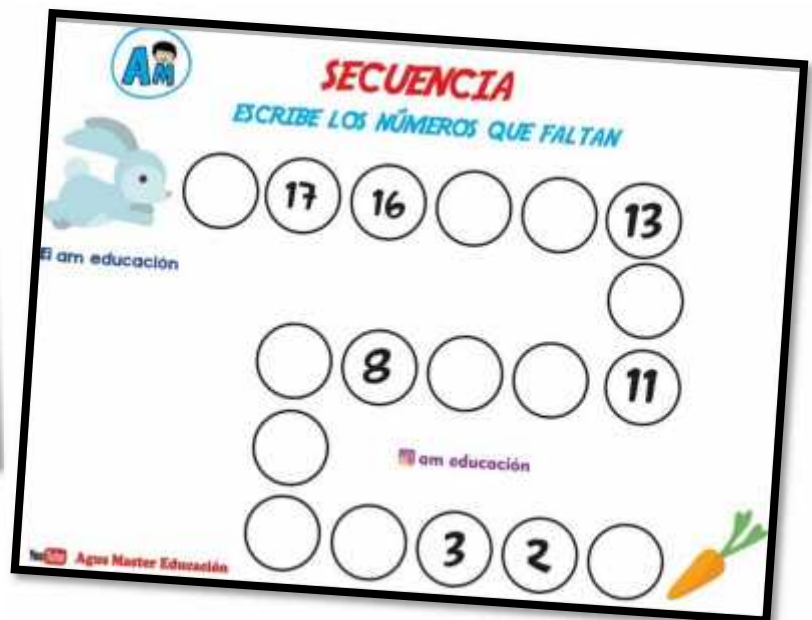 AM
SECUENCIA
ESCRIBE LOS NÚMEROS QUE FALTAN
17 16 13
am educación
8 11
am educación
3 2
YouTube Agus Master Educación